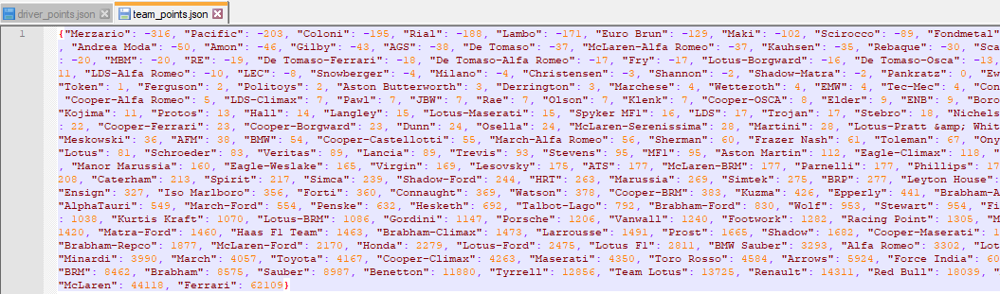 driver_points.json team_points.json
1 {"Merzario": -316, "Pacific": -203, "Coloni": -195, "Rial": -188, "Lambo": -171, "Euro Brun": -129, "Maki": -102, "Scirocco": -89, "Fondmetal"
, "Andrea Moda": -50, "Amon": -46, "Gilby": -43, "AGS": -38, "De Tomaso": -37, "McLaren-Alfa Romeo": -37, "Kauhsen": -35, "Rebaque": -30, "Sca
: -20, "MBM": -20, "RE": -19, "De Tomaso-Ferrari": -18, "De Tomaso-Alfa Romeo": -17, "Fry": -17, "Lotus-Borgward": -16, "De Tomaso-Osca": -13,
11, "LDS-Alfa Romeo": -10, "LEC": -8, "Snowberger": -4, "Milano": -4, "Christensen": -3, "Shannon": -2, "Shadow-Matra": -2, "Pankratz": 0, "Ew
"Token": 1, "Ferguson": 2, "Politoys": 2, "Aston Butterworth": 3, "Derrington": 3, "Marchese": 4, "Wetteroth": 4, "EMW": 4, "Tec-Mec": 4, "Con
"Cooper-Alfa Romeo": 5, "LDS-Climax": 7, "Pawl": 7, "JBW": 7, "Rae": 7, "Olson": 7, "Klenk": 7, "Cooper-OSCA": 8, "Elder": 9, "ENB": 9, "Boro
"Kojima": 11, "Protos": 13, "Hall": 14, "Langley": 15, "Lotus-Maserati": 15, "Spyker MF1": 16, "LDS": 17, "Trojan": 17, "Stebro": 18, "Nichels
: 22, "Cooper-Ferrari": 23, "Cooper-Borgward": 23, "Dunn": 24, "Osella": 24, "McLaren-Serenissima": 28, "Martini": 28, "Lotus-Pratt &amp; Whit
"Meskowski": 36, "AFM": 38, "BMW": 54, "Cooper-Castellotti": 55, "March-Alfa Romeo": 56, "Sherman": 60, "Frazer Nash": 61, "Toleman": 67, "Ony
"Lotus": 81, "Schroeder": 83, "Veritas": 89, "Lancia": 89, "Trevis": 93, "Stevens": 95, "MF1": 95, "Aston Martin": 112, "Eagle-Climax": 118, "
, "Manor Marussia": 160, "Eagle-Weslake": 165, "Virgin": 169, "Lesovsky": 175, "ATS": 177, "McLaren-BRM": 177, "Parnelli": 177, "Phillips": 17
208, "Caterham": 213, "Spirit": 217, "Simca": 239, "Shadow-Ford": 244, "HRT": 263, "Marussia": 269, "Simtek": 275, "BRP": 277, "Leyton House":
"Ensign": 327, "Iso Marlboro": 356, "Forti": 360, "Connaught": 369, "Watson": 378, "Cooper-BRM": 383, "Kuzma": 426, "Epperly": 441, "Brabham-A
"AlphaTauri": 549, "March-Ford": 554, "Penske": 632, "Hesketh": 692, "Talbot-Lago": 792, "Brabham-Ford": 830, "Wolf": 953, "Stewart": 954, "Fi
: 1038, "Kurtis Kraft": 1070, "Lotus-BRM": 1086, "Gordini": 1147, "Porsche": 1206, "Vanwall": 1240, "Footwork": 1282, "Racing Point": 1305, "M
1420, "Matra-Ford": 1460, "Haas F1 Team": 1463, "Brabham-Climax": 1473, "Larrousse": 1491, "Prost": 1665, "Shadow": 1682, "Cooper-Maserati": 1
"Brabham-Repco": 1877, "McLaren-Ford": 2170, "Honda": 2279, "Lotus-Ford": 2475, "Lotus F1": 2811, "BMW Sauber": 3293, "Alfa Romeo": 3302, "Lot
"Minardi": 3990, "March": 4057, "Toyota": 4167, "Cooper-Climax": 4263, "Maserati": 4350, "Toro Rosso": 4584, "Arrows": 5924, "Force India": 60
"BRM": 8462, "Brabham": 8575, "Sauber": 8987, "Benetton": 11880, "Tyrrell": 12856, "Team Lotus": 13725, "Renault": 14311, "Red Bull": 18039, "
"McLaren": 44118, "Ferrari": 62109}